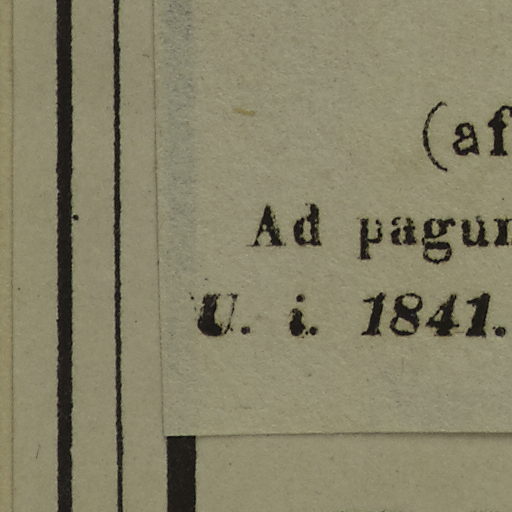 (af
Ad pagun
U. i. 1841.